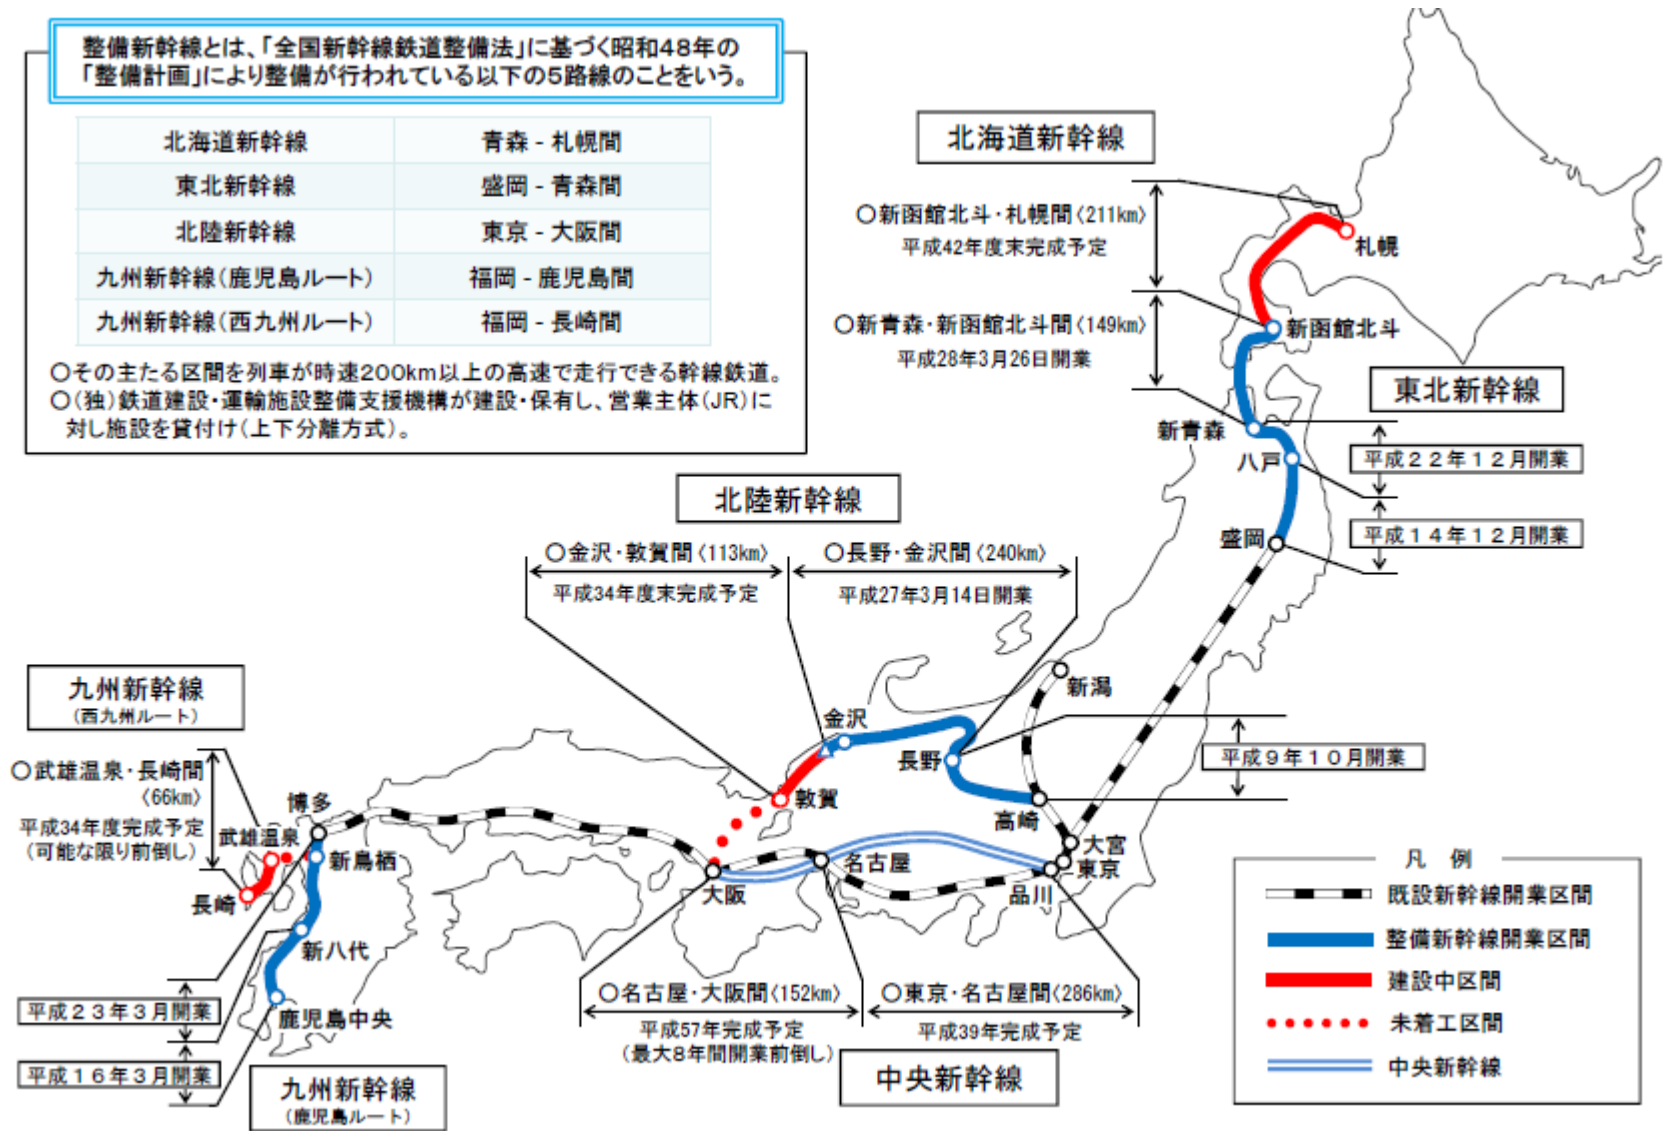 整備新幹線とは、「全国新幹線鉄道整備法」に基づく昭和48年の
「整備計画」により整備が行われている以下の5路線のことをいう。
北海道新幹線 青森 - 札幌間
東北新幹線 盛岡 - 青森間
北陸新幹線 東京 - 大阪間
九州新幹線(鹿児島ルート) 福岡 - 鹿児島間
九州新幹線(西九州ルート) 福岡 - 長崎間
○その主たる区間を列車が時速200km以上の高速で走行できる幹線鉄道。
○(独)鉄道建設・運輸施設整備支援機構が建設・保有し、営業主体(JR)に
対し施設を貸付け(上下分離方式)。
北海道新幹線
○新函館北斗・札幌間〈211km〉
平成42年度末完成予定
札幌
○新青森・新函館北斗間〈149km〉
平成28年3月26日開業
新函館北斗
東北新幹線
新青森
八戸
平成22年12月開業
盛岡
平成14年12月開業
北陸新幹線
○金沢・敦賀間〈113km〉
平成34年度末完成予定
○長野・金沢間〈240km〉
平成27年3月14日開業
新潟
金沢
長野
平成9年10月開業
敦賀
高崎
大宮
東京
品川
名古屋
大阪
九州新幹線
(西九州ルート)
○武雄温泉・長崎間
〈66km〉
平成34年度完成予定
(可能な限り前倒し)
博多
武雄温泉
新鳥栖
長崎
新八代
鹿児島中央
平成23年3月開業
平成16年3月開業
九州新幹線
(鹿児島ルート)
○名古屋・大阪間〈152km〉
平成57年完成予定
(最大8年間開業前倒し)
○東京・名古屋間〈286km〉
平成39年完成予定
中央新幹線
凡 例
既設新幹線開業区間
整備新幹線開業区間
建設中区間
未着工区間
中央新幹線